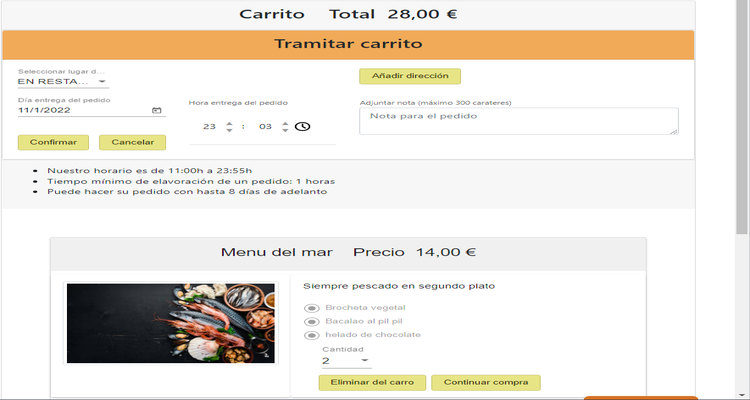 Carrito Total 28,00 €
Tramitar carrito
Seleccionar lugar d...
EN RESTA...
Añadir dirección
Día entrega del pedido
11/1/2022
Hora entrega del pedido
23 : 03
Adjuntar nota (máximo 300 carateres)
Nota para el pedido
Confirmar Cancelar
Nuestro horario es de 11:00h a 23:55h
Tiempo mínimo de elavoración de un pedido: 1 horas
Puede hacer su pedido con hasta 8 días de adelanto
Menu del mar Precio 14,00 €
Siempre pescado en segundo plato
Brocheta vegetal
Bacalao al pil pil
helado de chocolate
Cantidad
2
Eliminar del carro Continuar compra